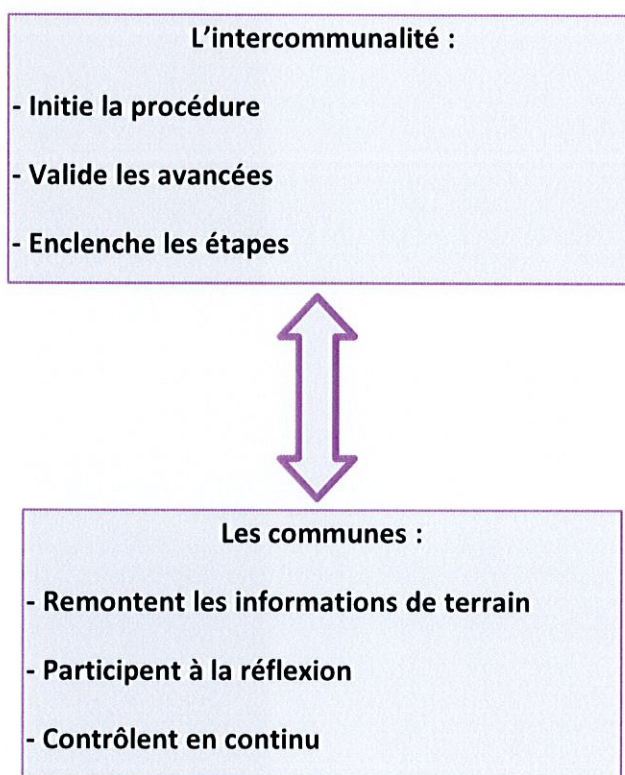 L'intercommunalité :
- Initie la procédure
- Valide les avancées
- Enclenche les étapes
Les communes :
- Remontent les informations de terrain
- Participent à la réflexion
- Contrôlent en continu